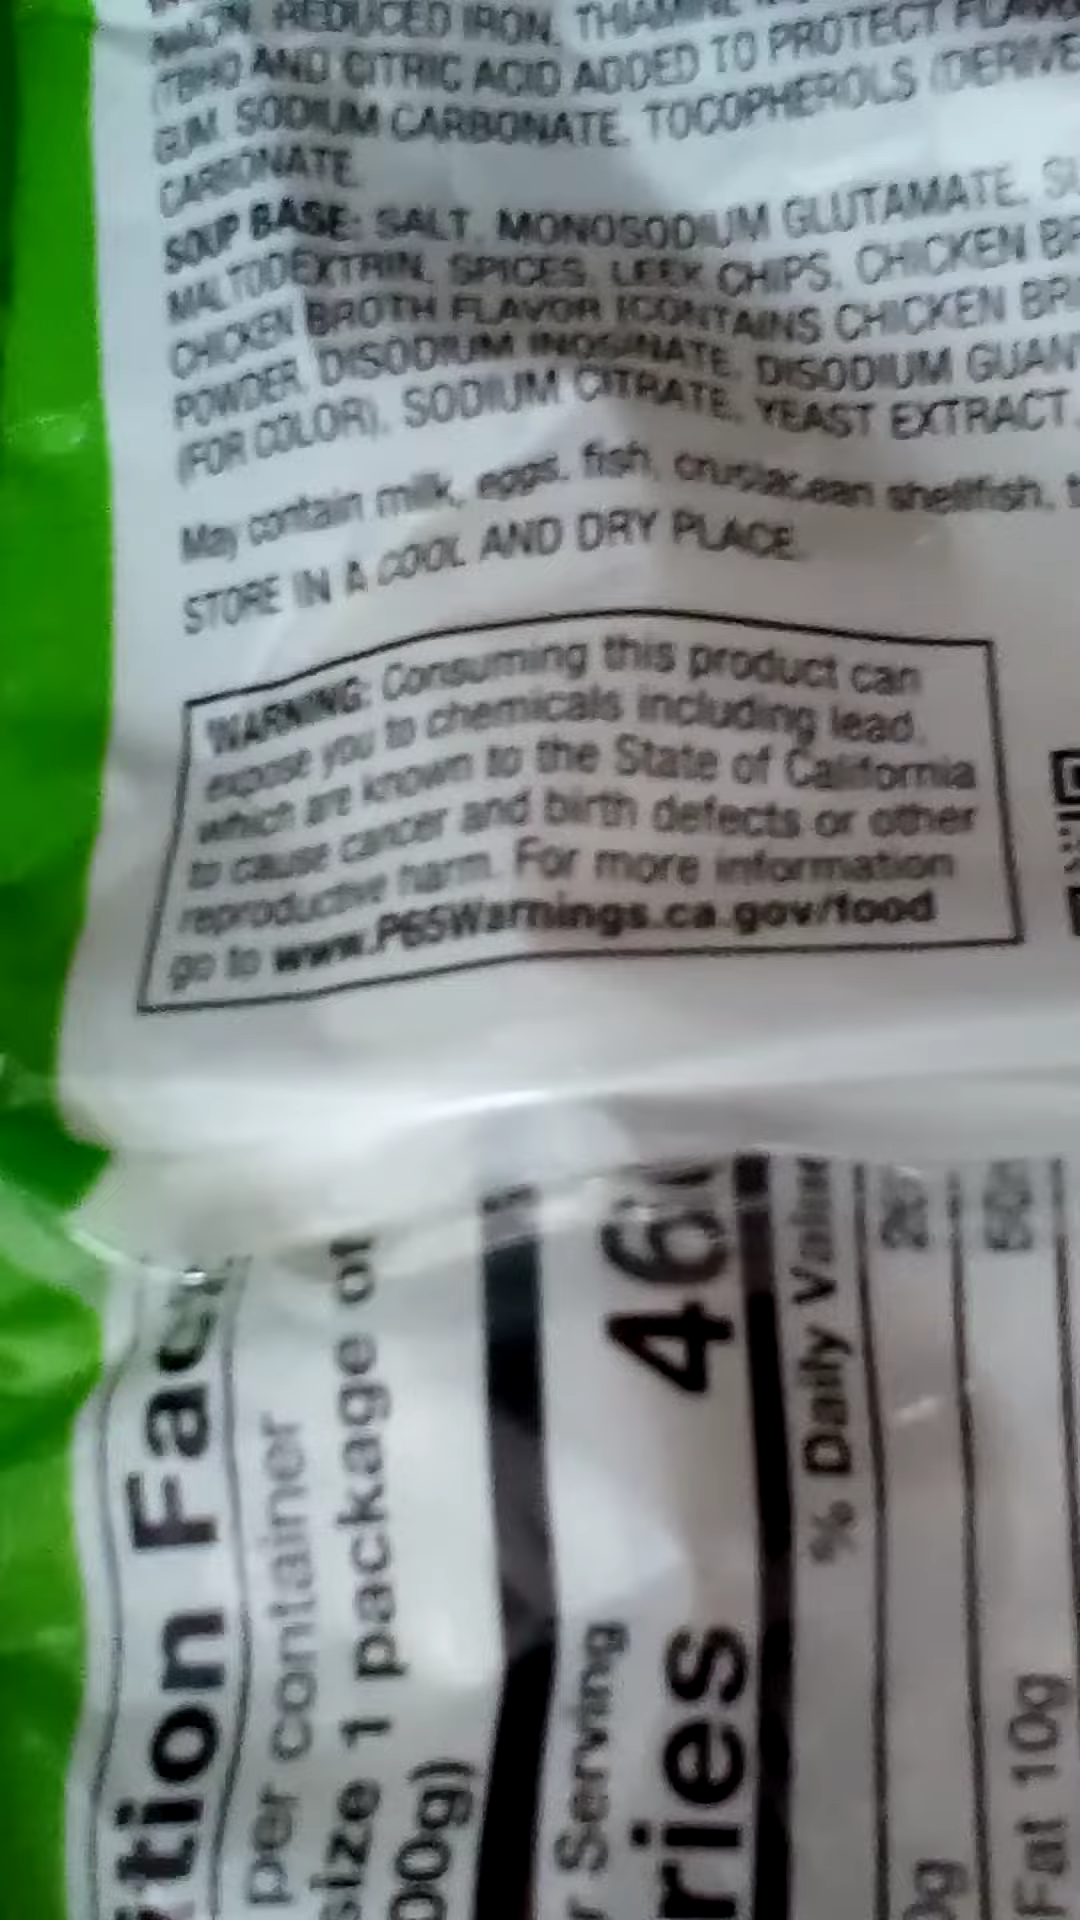 REDUCED IRON, THIAMINE
(TBHQ AND CITRIC ACID ADDED TO PROTECT
GUM, SODIUM CARBONATE, TOCOPHEROLS (DERIVE
CARBONATE.
SOUP BASE: SALT, MONOSODIUM GLUTAMATE, SU
MALTODEXTRIN, SPICES, LEEK CHIPS, CHICKEN BR
CHICKEN BROTH FLAVOR (CONTAINS CHICKEN BR
POWDER, DISODIUM INOSINATE, DISODIUM GUAN
(FOR COLOR), SODIUM CITRATE, YEAST EXTRACT,
May contain milk, eggs, fish, crustacean shellfish, t
STORE IN A COOL AND DRY PLACE.
WARNING: Consuming this product can
expose you to chemicals including lead,
which are known to the State of California
to cause cancer and birth defects or other
reproductive harm. For more information
go to www.P65Warnings.ca.gov/food
tion Fac
per container
size 1 package of
00g)
r Serving
ries 46
% Daily Value
0g
Fat 10g